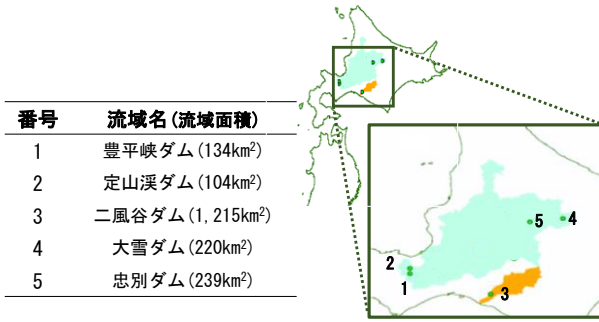 番号 流域名(流域面積)
1 豊平峡ダム(134km²)
2 定山渓ダム(104km²)
3 二風谷ダム(1,215km²)
4 大雪ダム(220km²)
5 忠別ダム(239km²)
5 4
2
1
3